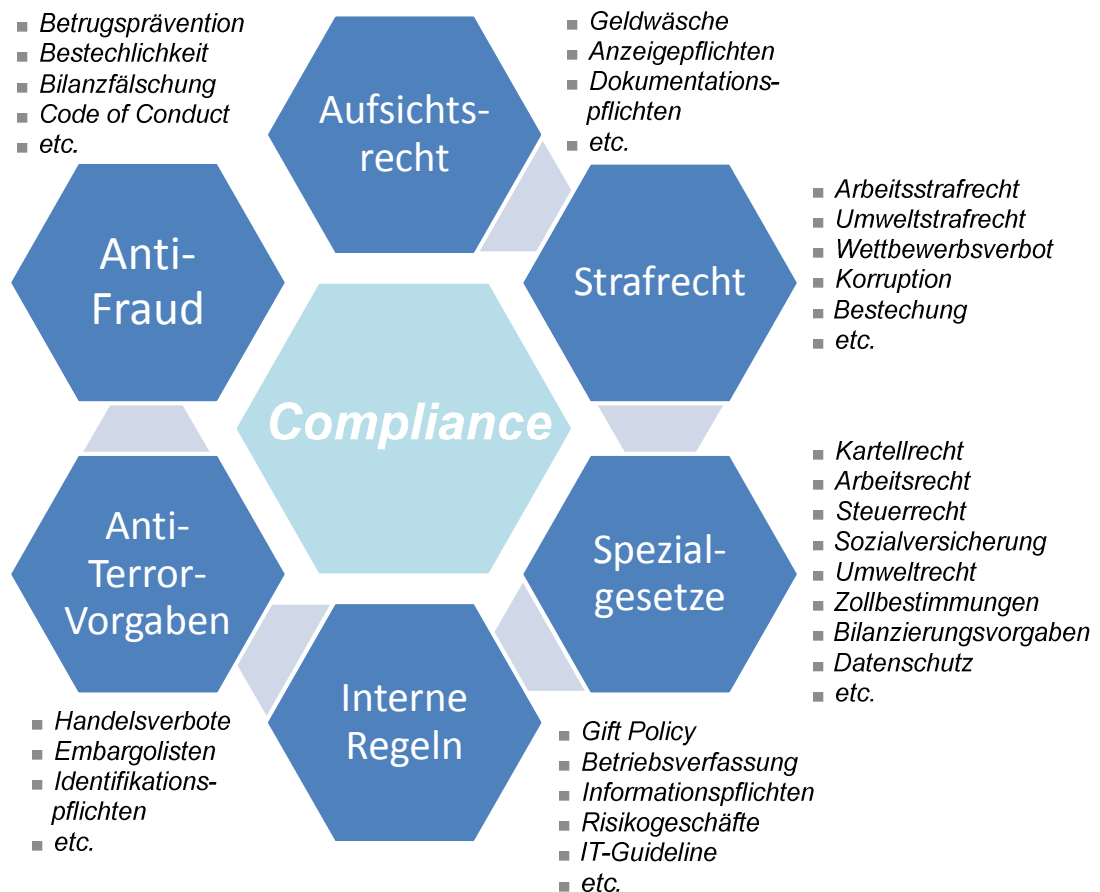 Betrugsprävention
Bestechlichkeit
Bilanzfälschung
Code of Conduct
etc.
Aufsichts-
recht
Geldwäsche
Anzeigepflichten
Dokumentations-
pflichten
etc.
Anti-
Fraud
Strafrecht
Arbeitsstrafrecht
Umweltstrafrecht
Wettbewerbsverbot
Korruption
Bestechung
etc.
Compliance
Anti-
Terror-
Vorgaben
Spezial-
gesetze
Kartellrecht
Arbeitsrecht
Steuerrecht
Sozialversicherung
Umweltrecht
Zollbestimmungen
Bilanzierungsvorgaben
Datenschutz
etc.
Handelsverbote
Embargolisten
Identifikations-
pflichten
etc.
Interne
Regeln
Gift Policy
Betriebsverfassung
Informationspflichten
Risikogeschäfte
IT-Guideline
etc.